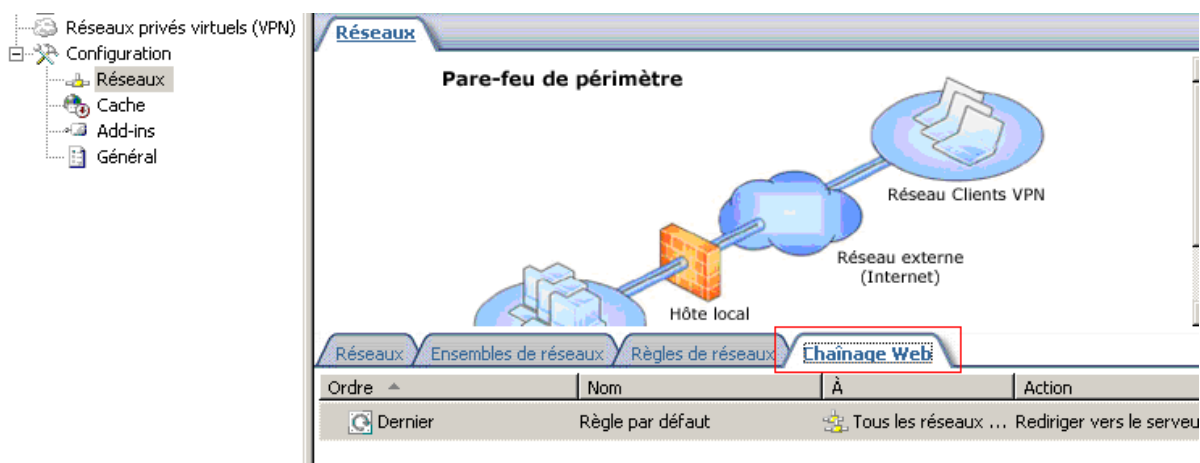 Réseaux privés virtuels (VPN)
Configuration
Réseaux
Cache
Add-ins
Général
Réseaux
Pare-feu de périmètre
Réseau Clients VPN
Réseau externe
(Internet)
Hôte local
Réseaux Ensembles de réseaux Règles de réseaux Chaînage Web
Ordre Nom À Action
Dernier Règle par défaut Tous les réseaux ... Rediriger vers le serveu